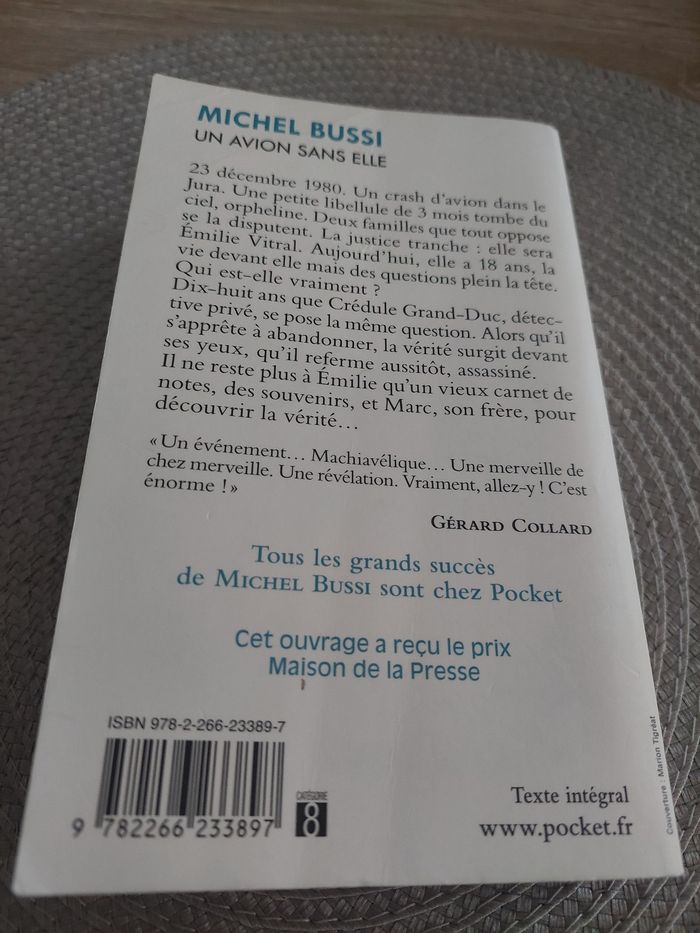 MICHEL BUSSI
UN AVION SANS ELLE
23 décembre 1980. Un crash d'avion dans le
Jura. Une petite libellule de 3 mois tombe du
ciel, orpheline. Deux familles que tout oppose
se la disputent. La justice tranche : elle sera
Émilie Vitral. Aujourd'hui, elle a 18 ans, la
vie devant elle mais des questions plein la tête.
Qui est-elle vraiment ?
Dix-huit ans que Crédule Grand-Duc, détec-
tive privé, se pose la même question. Alors qu'il
s'apprête à abandonner, la vérité surgit devant
ses yeux, qu'il referme aussitôt, assassiné.
Il ne reste plus à Émilie qu'un vieux carnet de
notes, des souvenirs, et Marc, son frère, pour
découvrir la vérité…
« Un événement… Machiavélique… Une merveille de
chez merveille. Une révélation. Vraiment, allez-y ! C'est
énorme ! »
GÉRARD COLLARD
Tous les grands succès
de MICHEL BUSSI sont chez Pocket
Cet ouvrage a reçu le prix
Maison de la Presse
ISBN 978-2-266-23389-7
9 782266 233897
CATÉGORIE
8
Texte intégral
www.pocket.fr
Couverture : Marion Tigréat